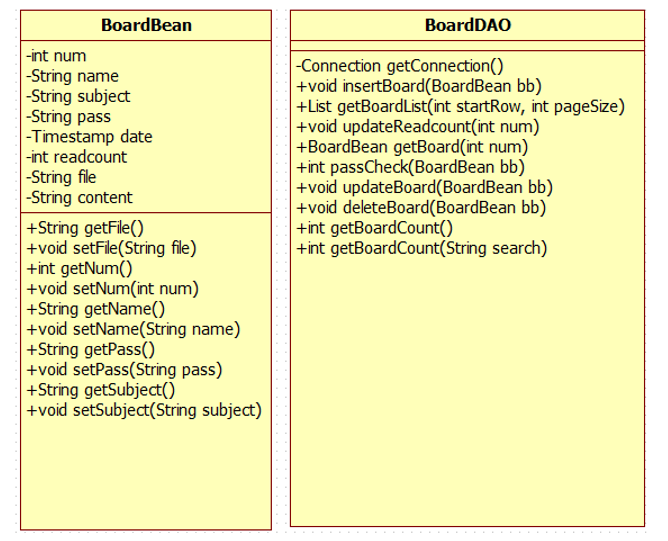 BoardBean
-int num
-String name
-String subject
-String pass
-Timestamp date
-int readcount
-String file
-String content
+String getFile()
+void setFile(String file)
+int getNum()
+void setNum(int num)
+String getName()
+void setName(String name)
+String getPass()
+void setPass(String pass)
+String getSubject()
+void setSubject(String subject)
BoardDAO
-Connection getConnection()
+void insertBoard(BoardBean bb)
+List getBoardList(int startRow, int pageSize)
+void updateReadcount(int num)
+BoardBean getBoard(int num)
+int passCheck(BoardBean bb)
+void updateBoard(BoardBean bb)
+void deleteBoard(BoardBean bb)
+int getBoardCount()
+int getBoardCount(String search)